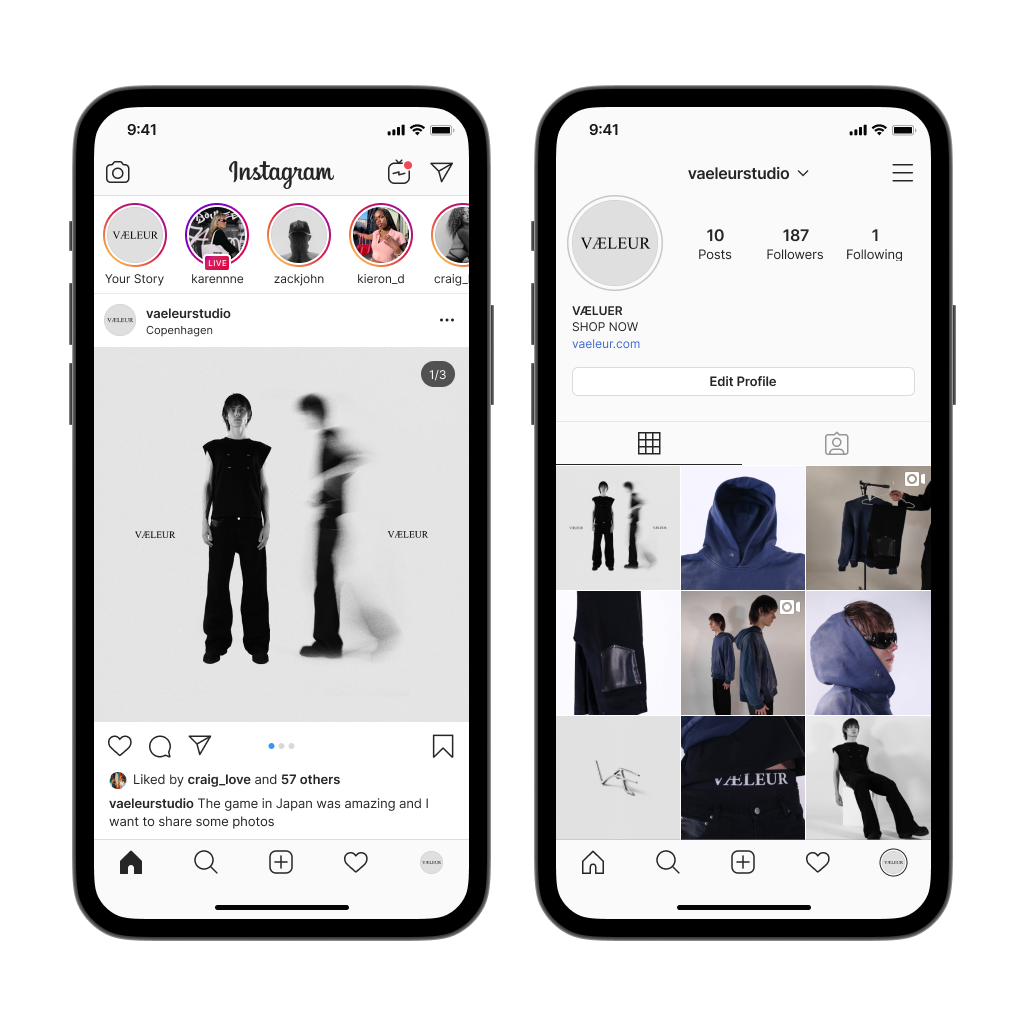 9:41
Instagram
VÆLEUR
LIVE
Your Story
karennne
zackjohn
kieron_d
craig_
VÆLEUR
vaeleurstudio
Copenhagen
1/3
VÆLEUR
VÆLEUR
Liked by craig_love and 57 others
vaeleurstudio The game in Japan was amazing and I
want to share some photos
VÆLEUR
9:41
vaeleurstudio
VÆLEUR
10
187
1
Posts
Followers
Following
VÆLUER
SHOP NOW
vaeleur.com
Edit Profile
VÆLEUR
VÆLEUR
VÆ
VÆLEUR
VÆLEUR